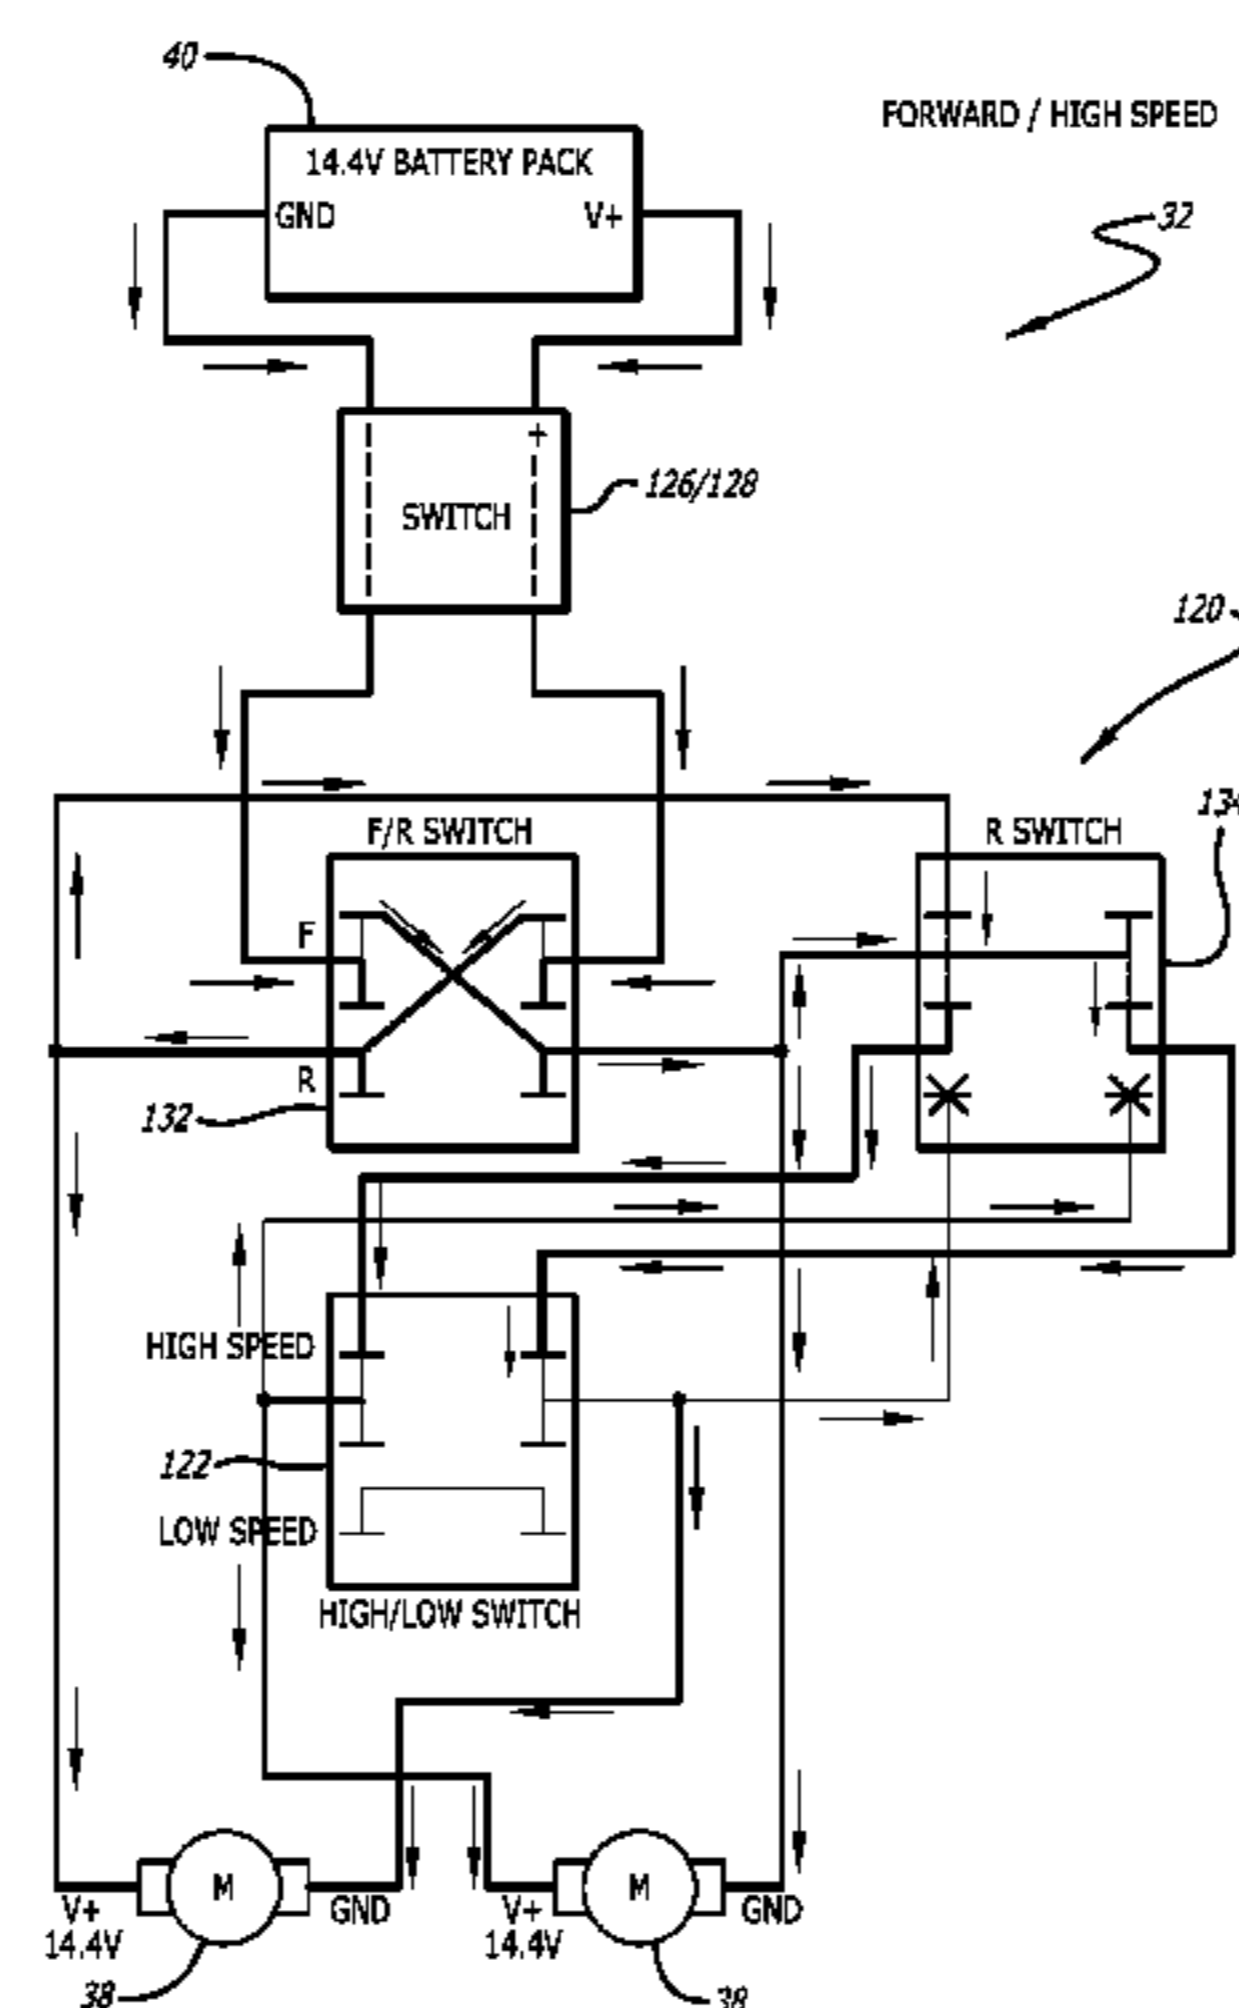 40
FORWARD / HIGH SPEED
14.4V BATTERY PACK
GND V+
32
+
126/128
SWITCH
120
F/R SWITCH
R SWITCH
F
R
132
HIGH SPEED
122
LOW SPEED
HIGH/LOW SWITCH
M
M
V+
14.4V
GND
V+
14.4V
GND
38
38